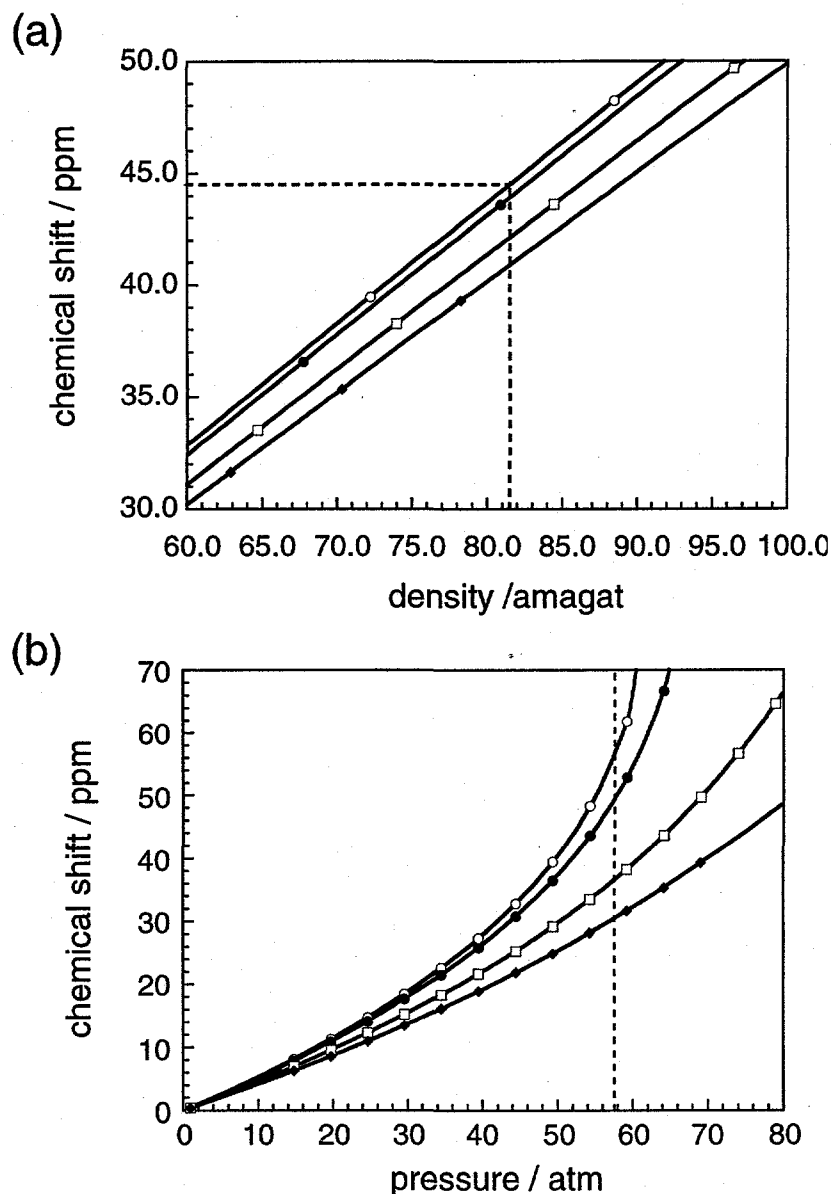 (a)
50.0
45.0
40.0
35.0
30.0
chemical shift / ppm
60.0 65.0 70.0 75.0 80.0 85.0 90.0 95.0 100.0
density /amagat
(b)
70
60
50
40
30
20
10
0
chemical shift / ppm
0 10 20 30 40 50 60 70 80
pressure / atm